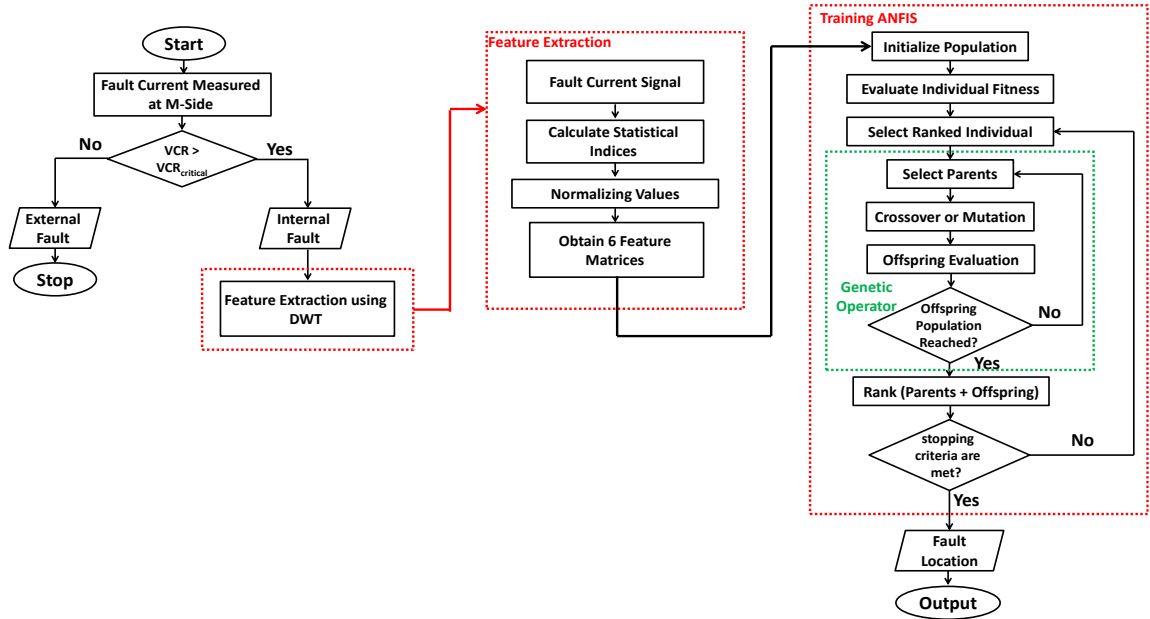 Start
Fault Current Measured
at M-Side
No
VCR >
VCRcritical
Yes
External
Fault
Internal
Fault
Stop
Feature Extraction using
DWT
Feature Extraction
Fault Current Signal
Calculate Statistical
Indices
Normalizing Values
Obtain 6 Feature
Matrices
Training ANFIS
Initialize Population
Evaluate Individual Fitness
Select Ranked Individual
Select Parents
Crossover or Mutation
Offspring Evaluation
Genetic
Operator
Offspring
Population
Reached?
No
Yes
Rank (Parents + Offspring)
stopping
criteria are
met?
No
Yes
Fault
Location
Output